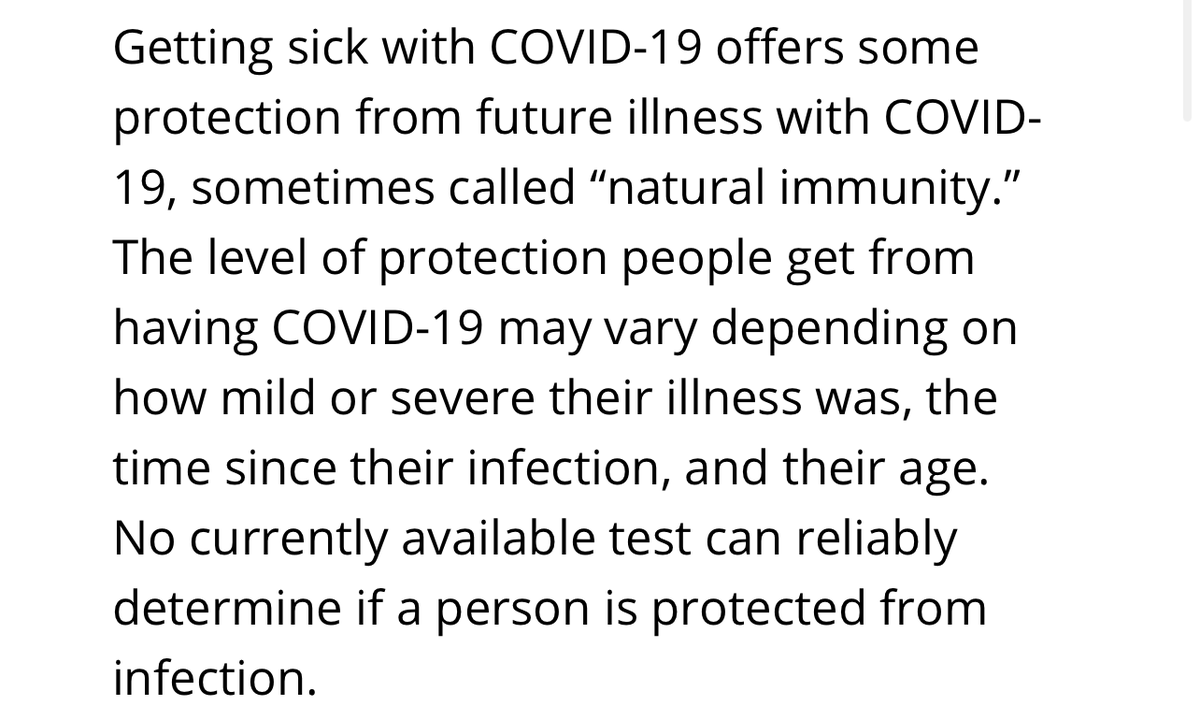 Getting sick with COVID-19 offers some
protection from future illness with COVID-
19, sometimes called “natural immunity.”
The level of protection people get from
having COVID-19 may vary depending on
how mild or severe their illness was, the
time since their infection, and their age.
No currently available test can reliably
determine if a person is protected from
infection.